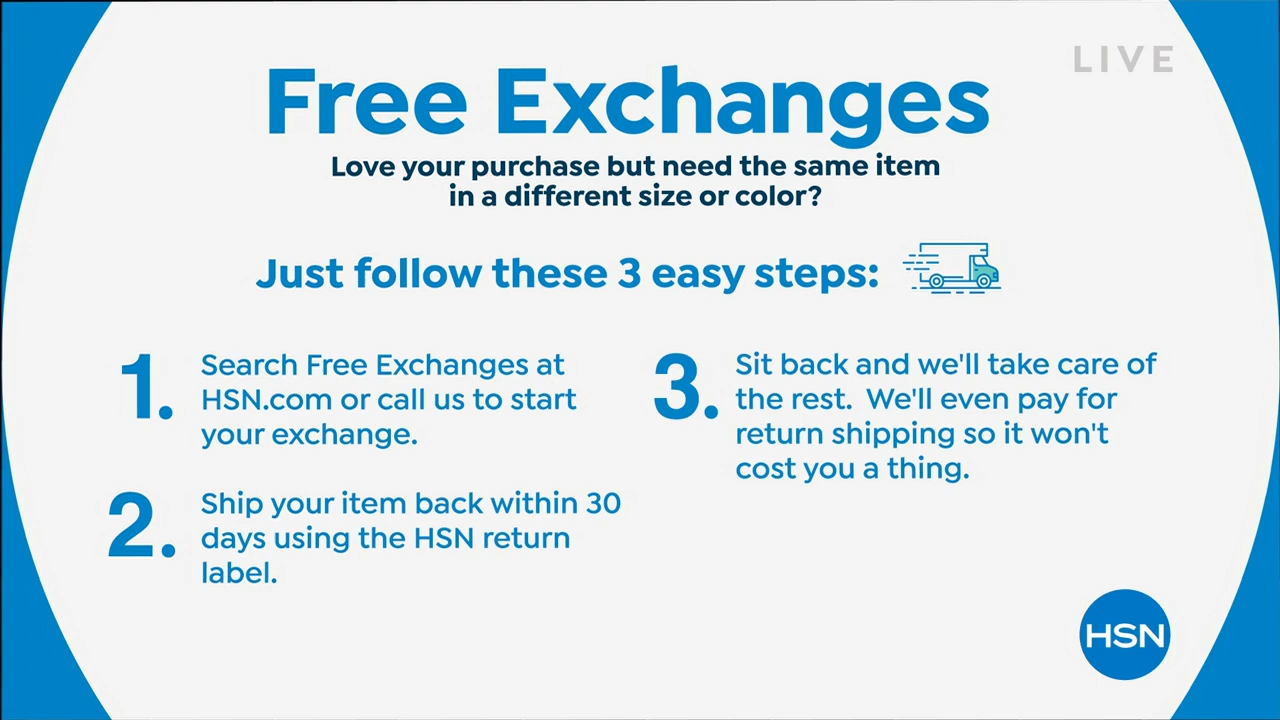 LIVE
Free Exchanges
Love your purchase but need the same item
in a different size or color?
Just follow these 3 easy steps:
1. Search Free Exchanges at
HSN.com or call us to start
your exchange.
2. Ship your item back within 30
days using the HSN return
label.
3. Sit back and we'll take care of
the rest.  We'll even pay for
return shipping so it won't
cost you a thing.
HSN